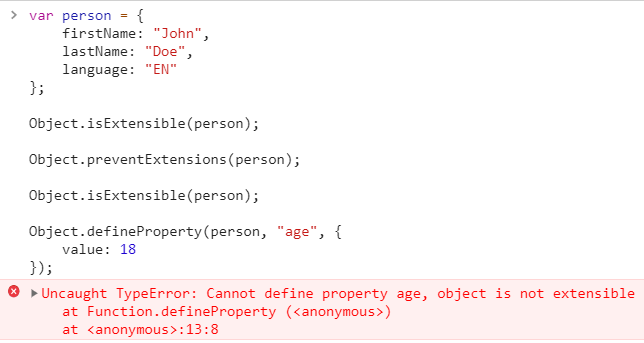 var person = {
firstName: "John",
lastName: "Doe",
language: "EN"
};
Object.isExtensible(person);
Object.preventExtensions(person);
Object.isExtensible(person);
Object.defineProperty(person, "age", {
value: 18
});
Uncaught TypeError: Cannot define property age, object is not extensible
at Function.defineProperty (<anonymous>)
at <anonymous>:13:8